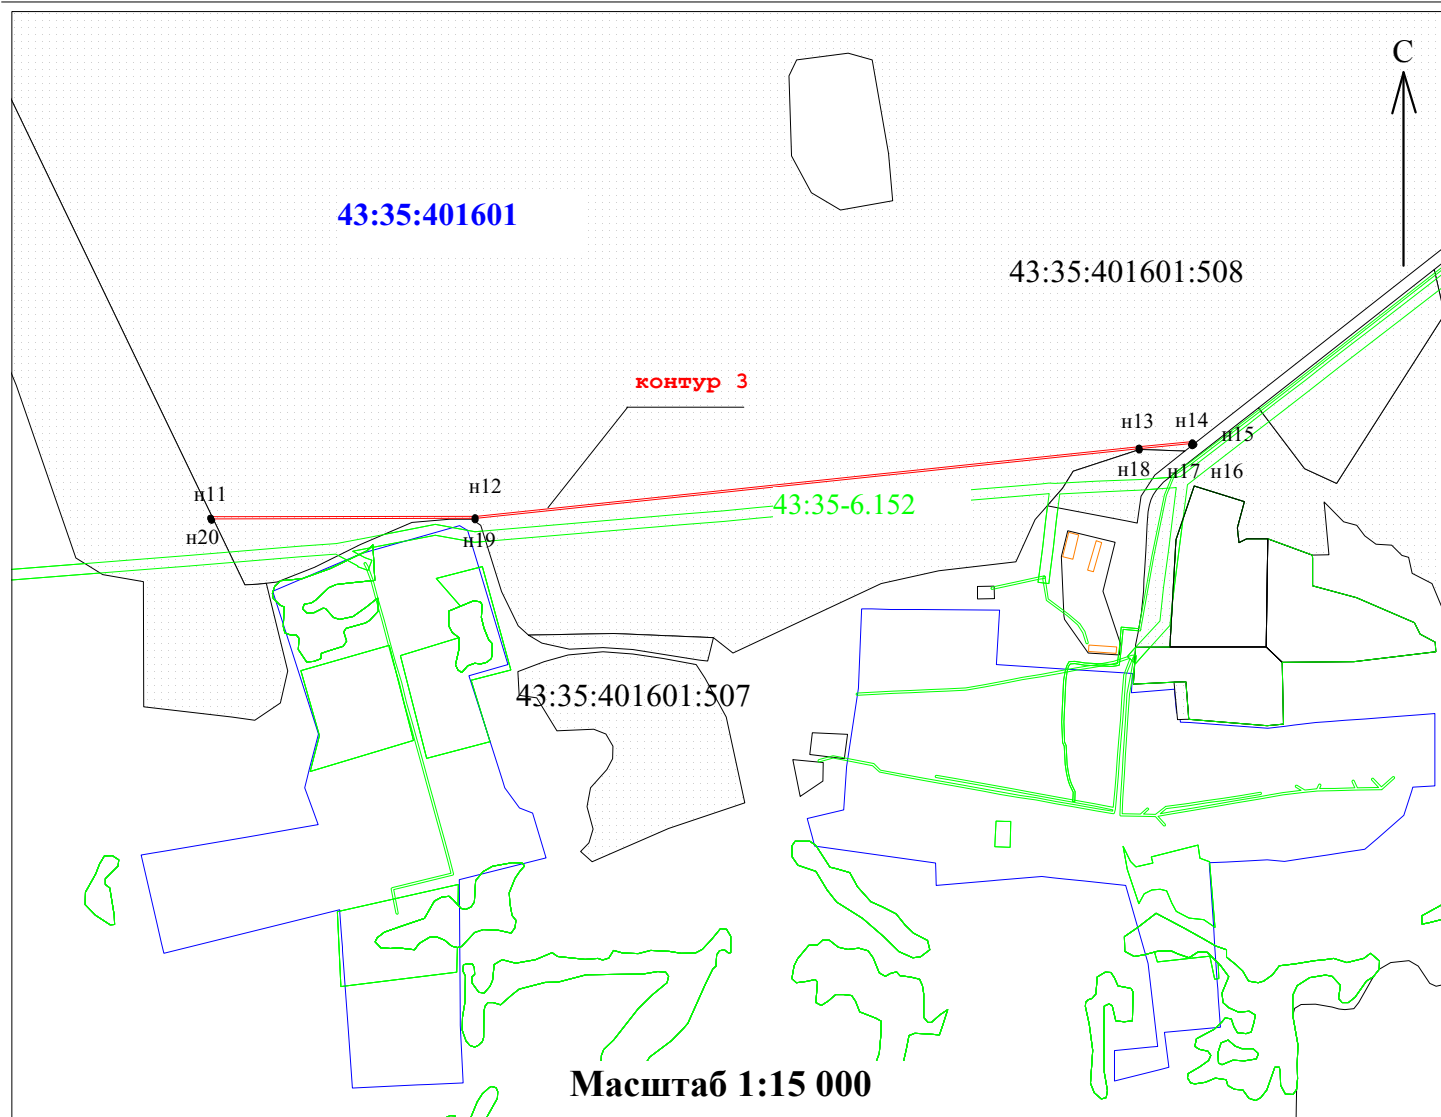 С
43:35:401601
43:35:401601:508
контур 3
н13
н14
н15
н18
н17
н16
н11
н12
43:35-6.152
н20
н19
43:35:401601:507
Масштаб 1:15 000